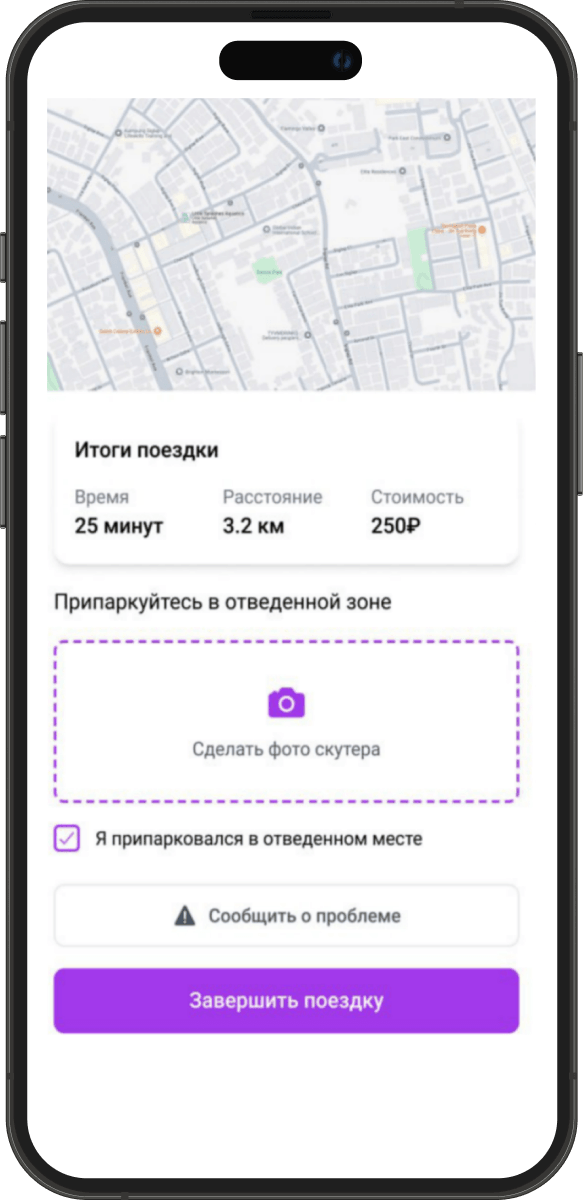 Итоги поездки
Время Расстояние Стоимость
25 минут 3.2 км 250₽
Припаркуйтесь в отведенной зоне
Сделать фото скутера
Я припарковался в отведенном месте
Сообщить о проблеме
Завершить поездку